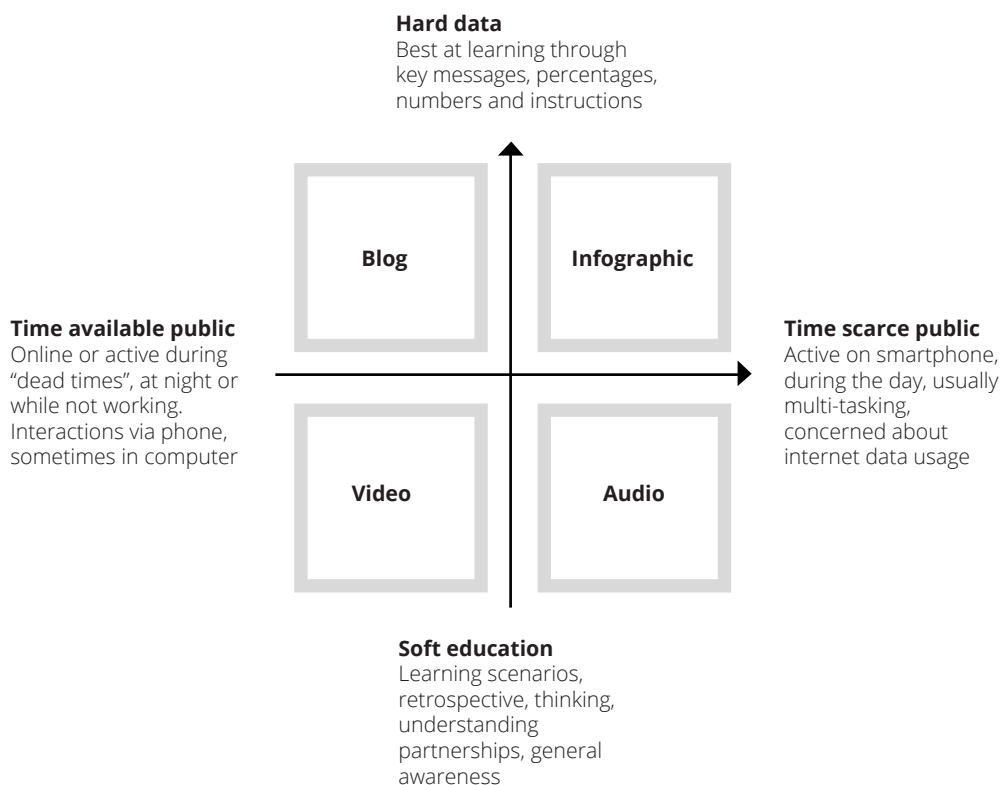 Hard data
Best at learning through
key messages, percentages,
numbers and instructions
Blog
Infographic
Time available public
Online or active during
“dead times”, at night or
while not working.
Interactions via phone,
sometimes in computer
Time scarce public
Active on smartphone,
during the day, usually
multi-tasking,
concerned about
internet data usage
Video
Audio
Soft education
Learning scenarios,
retrospective, thinking,
understanding
partnerships, general
awareness